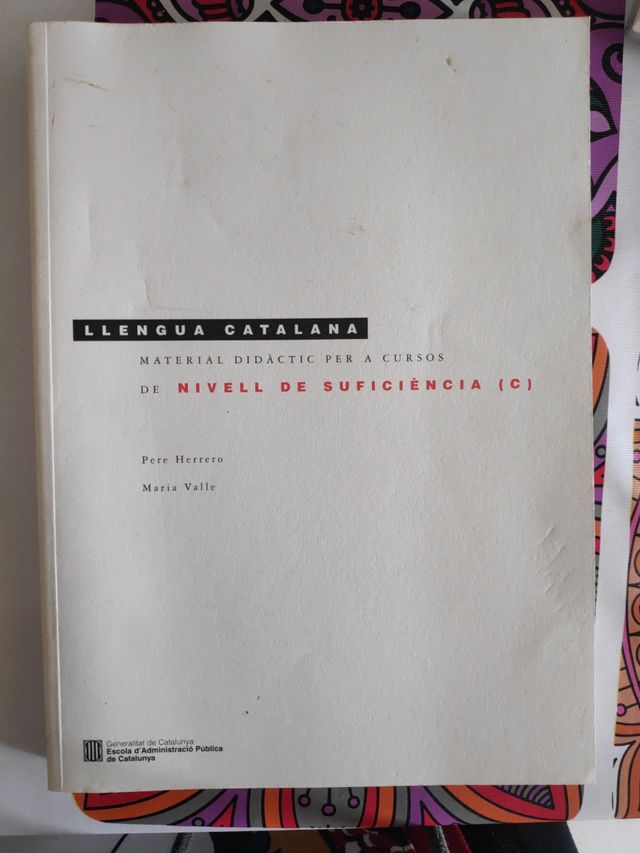 LLENGUA CATALANA
MATERIAL DIDÀCTIC PER A CURSOS
DE NIVELL DE SUFICIÈNCIA (C)
Pere Herrero
Maria Valle
Generalitat de Catalunya
Escola d'Administració Pública
de Catalunya